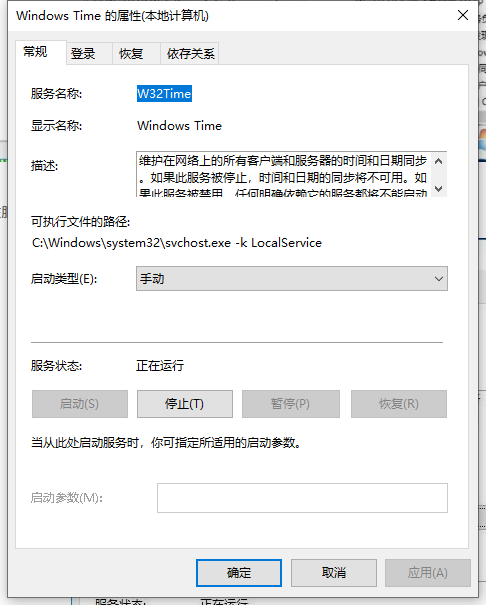 Windows Time 的属性(本地计算机)
常规
登录
恢复
依存关系
服务名称:
W32Time
显示名称:
Windows Time
描述:
维护在网络上的所有客户端和服务器的时间和日期同步
。如果此服务被停止，时间和日期的同步将不可用。如
果此服务被禁用，任何明确依赖它的服务都将不能启动
可执行文件的路径:
C:\Windows\system32\svchost.exe -k LocalService
启动类型(E):
手动
服务状态:
正在运行
启动(S)
停止(T)
暂停(P)
恢复(R)
当从此处启动服务时，你可指定所适用的启动参数。
启动参数(M):
确定
取消
应用(A)
服务状态:
正在运行